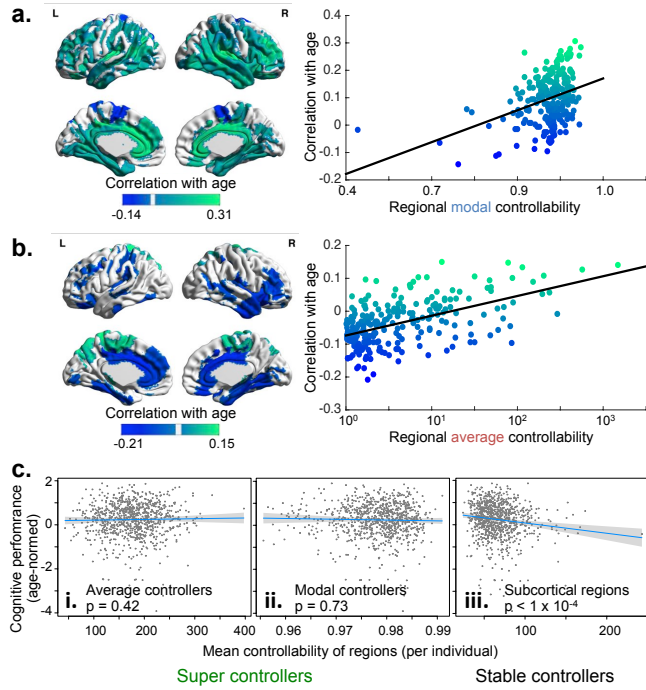 a.
L R
Correlation with age
-0.14 0.31
Correlation with age
0.4
0.3
0.2
0.1
0
-0.1
-0.2
0.4 0.7 0.9 1.0
Regional modal controllability
b.
L R
Correlation with age
-0.21 0.15
Correlation with age
0.2
0.1
0
-0.1
-0.2
-0.3
10⁰ 10¹ 10² 10³
Regional average controllability
c.
Cognitive perfomrance
(age-normed)
2
0
-2
-4
i. Average controllers
p = 0.42
ii. Modal controllers
p = 0.73
iii. Subcortical regions
p < 1 x 10⁻⁴
100 200 300 400
0.96 0.97 0.98 0.99
100 200
Mean controllability of regions (per individual)
Super controllers Stable controllers